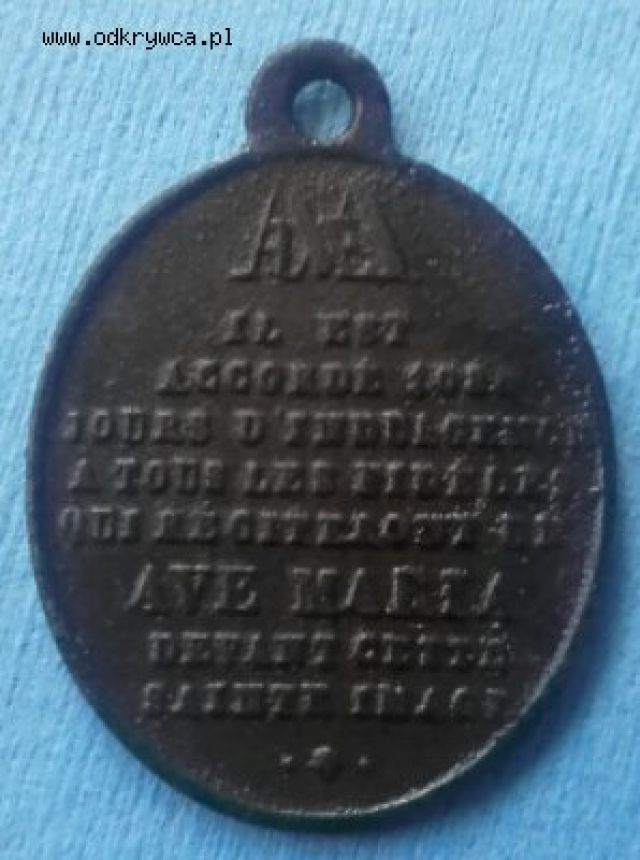 www.odkrywca.pl
IL EST
ACCORDÉ
JOURS D'INDULGENCE
A TOUS LES FIDÈLES
QUI RÉCITERONT UN
AVE MARIA
DEVANT CETTE
SAINTE IMAGE